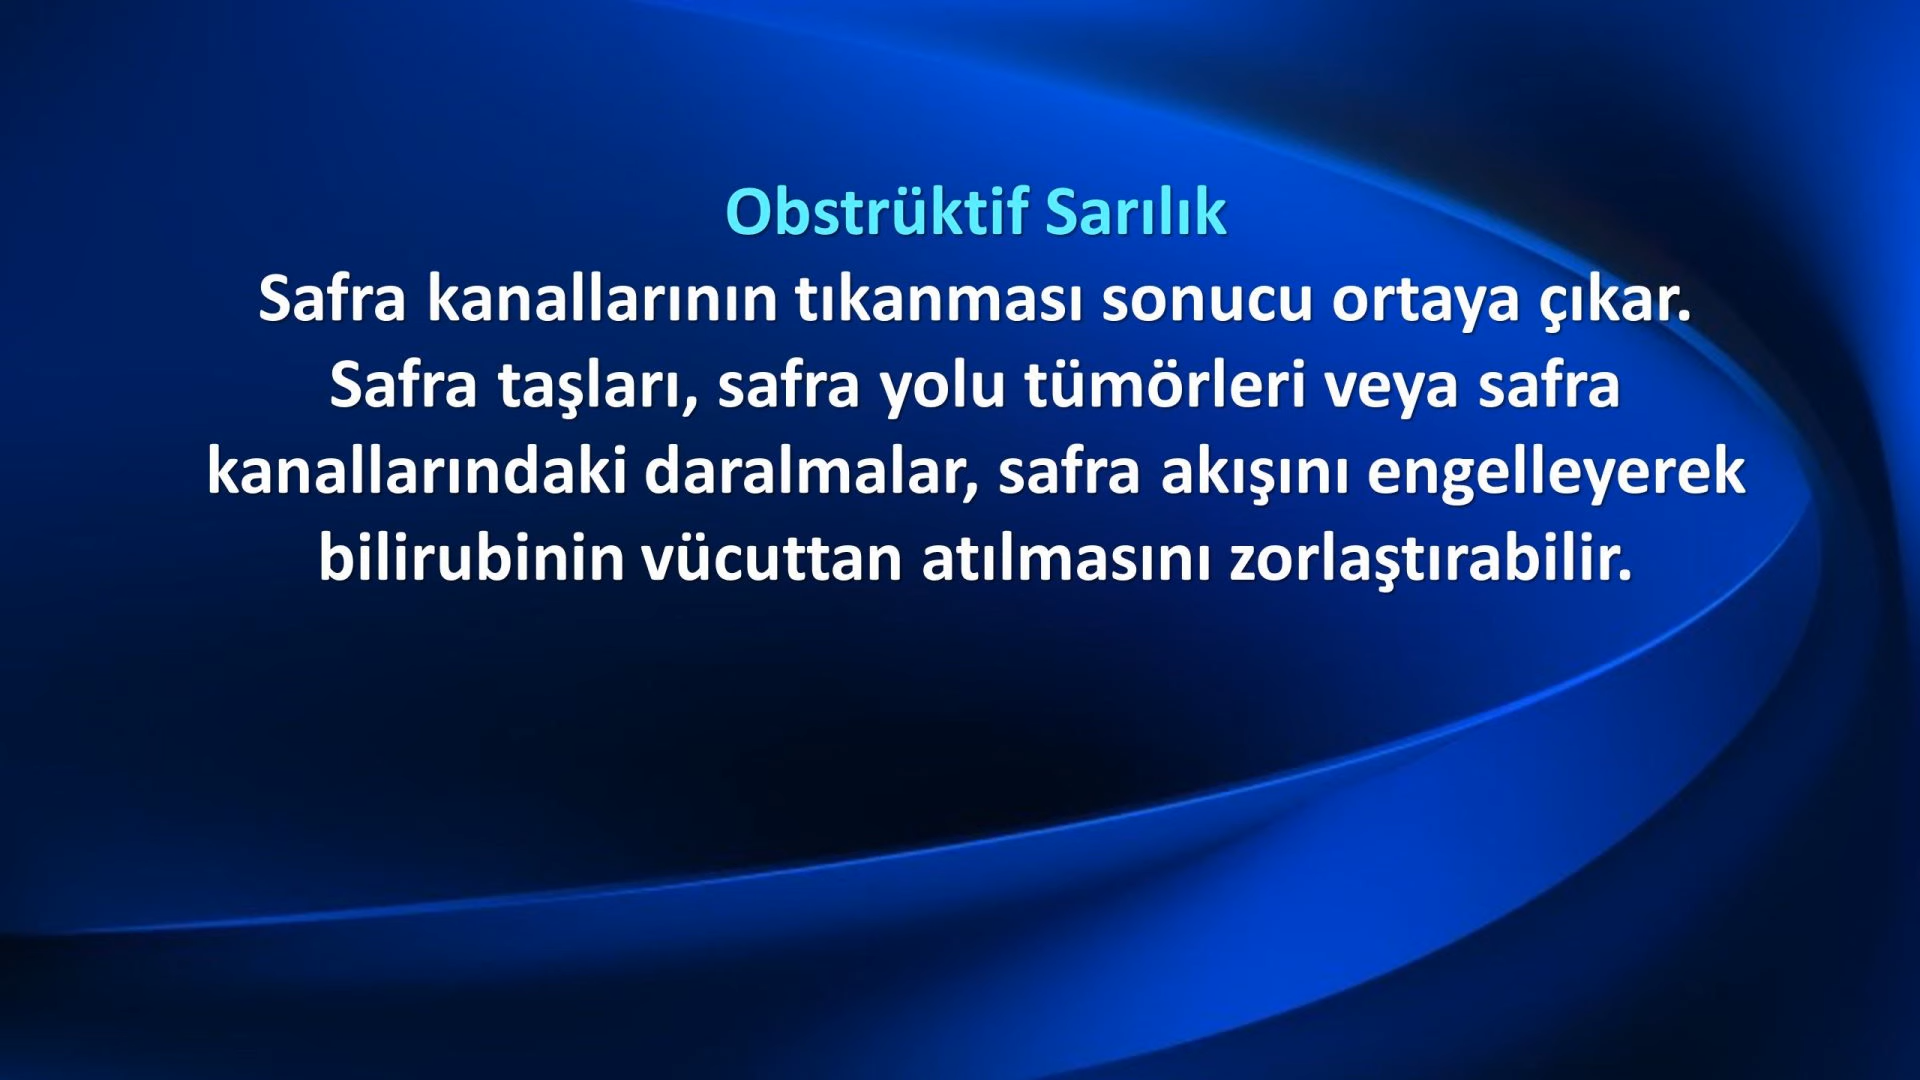 Obstrüktif Sarılık
Safra kanallarının tıkanması sonucu ortaya çıkar.
Safra taşları, safra yolu tümörleri veya safra
kanallarındaki daralmalar, safra akışını engelleyerek
bilirubinin vücuttan atılmasını zorlaştırabilir.